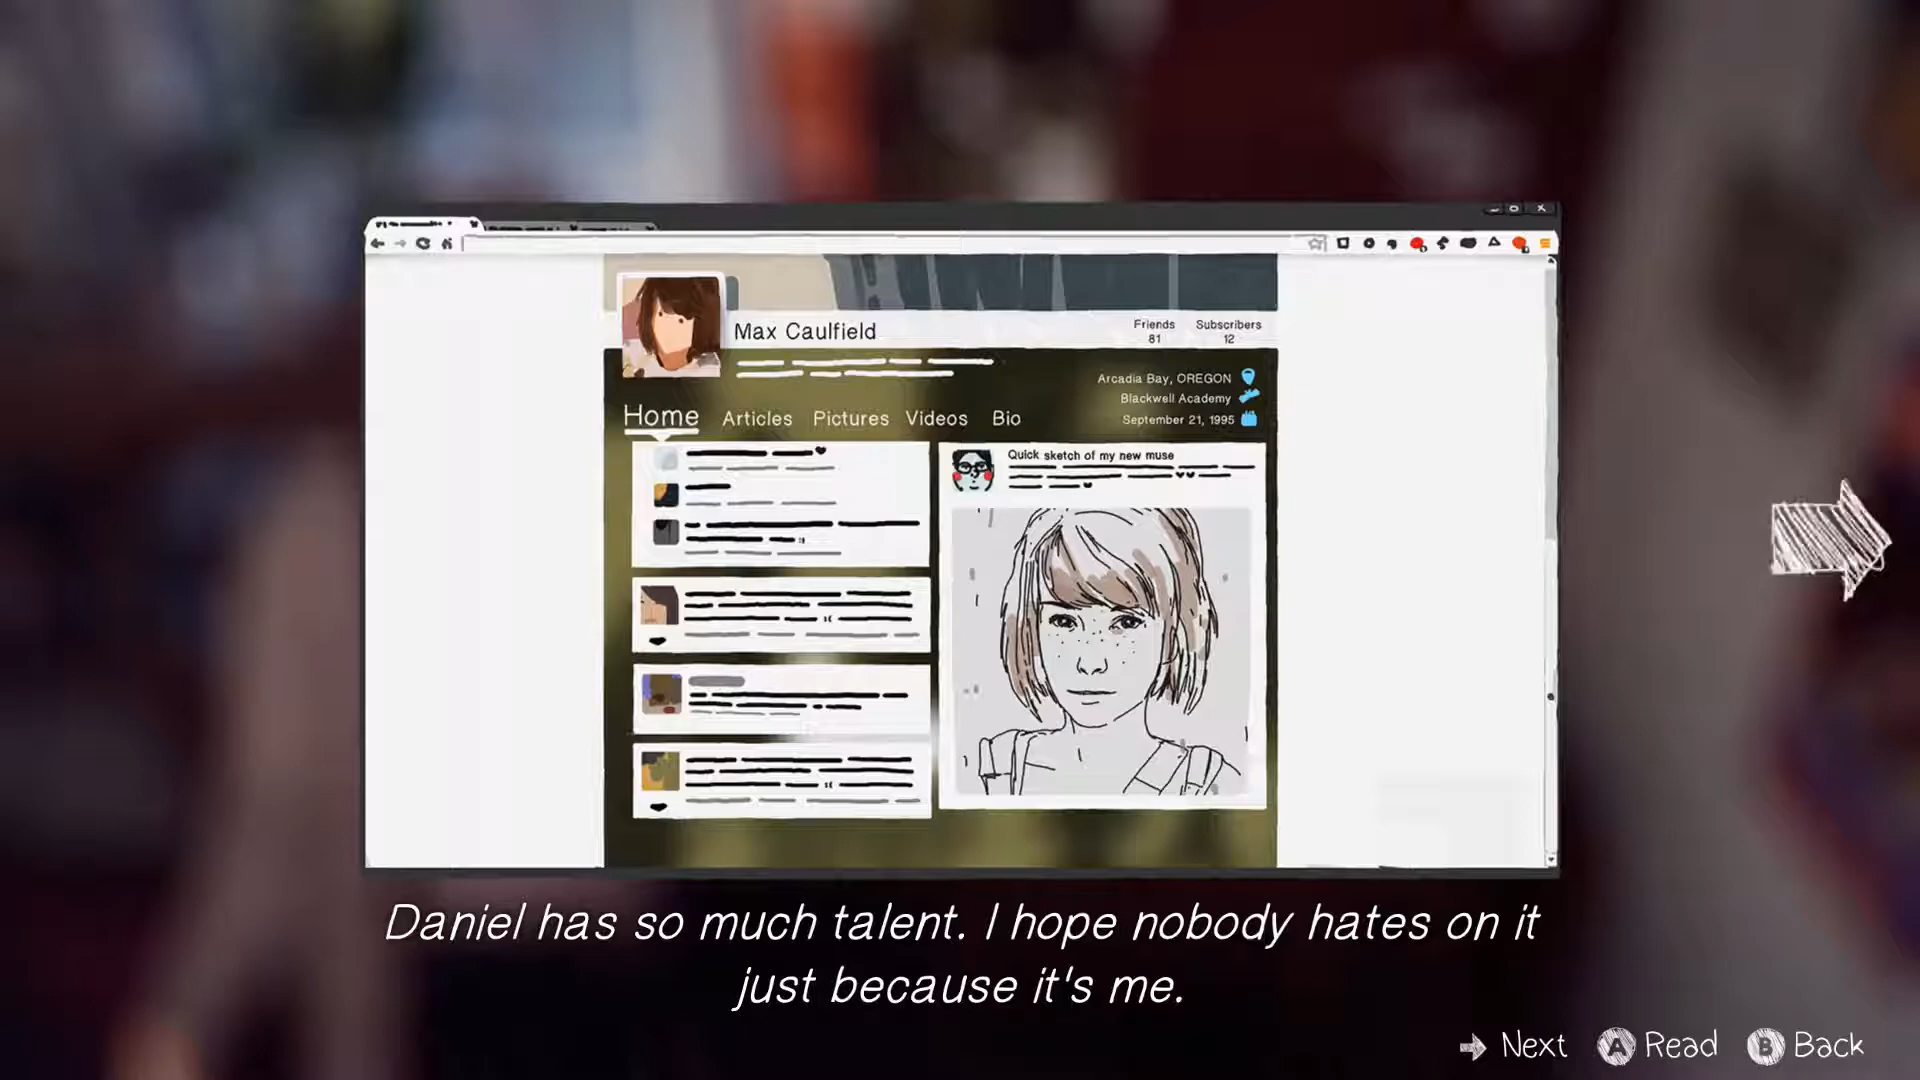 Max Caulfield
Friends
81
Subscribers
12
Arcadia Bay, OREGON
Blackwell Academy
September 21, 1995
Home
Articles
Pictures
Videos
Bio
Quick sketch of my new muse
Daniel has so much talent. I hope nobody hates on it
just because it's me.
Next
A Read
B Back